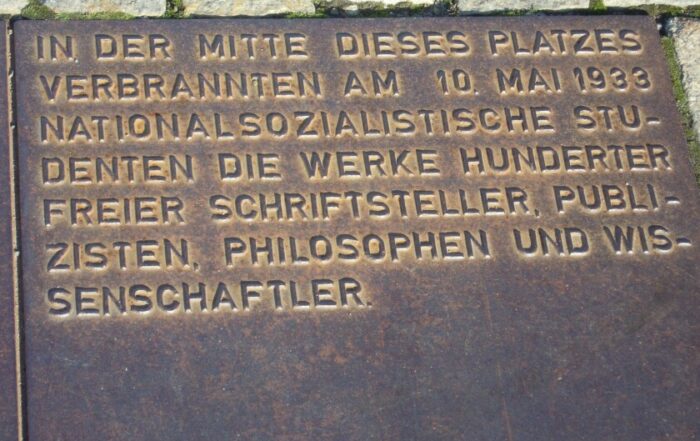 IN DER MITTE DIESES PLATZES
VERBRANNTEN AM 10. MAI 1933
NATIONALSOZIALISTISCHE STU-
DENTEN DIE WERKE HUNDERTER
FREIER SCHRIFTSTELLER, PUBLI-
ZISTEN, PHILOSOPHEN UND WIS-
SENSCHAFTLER.